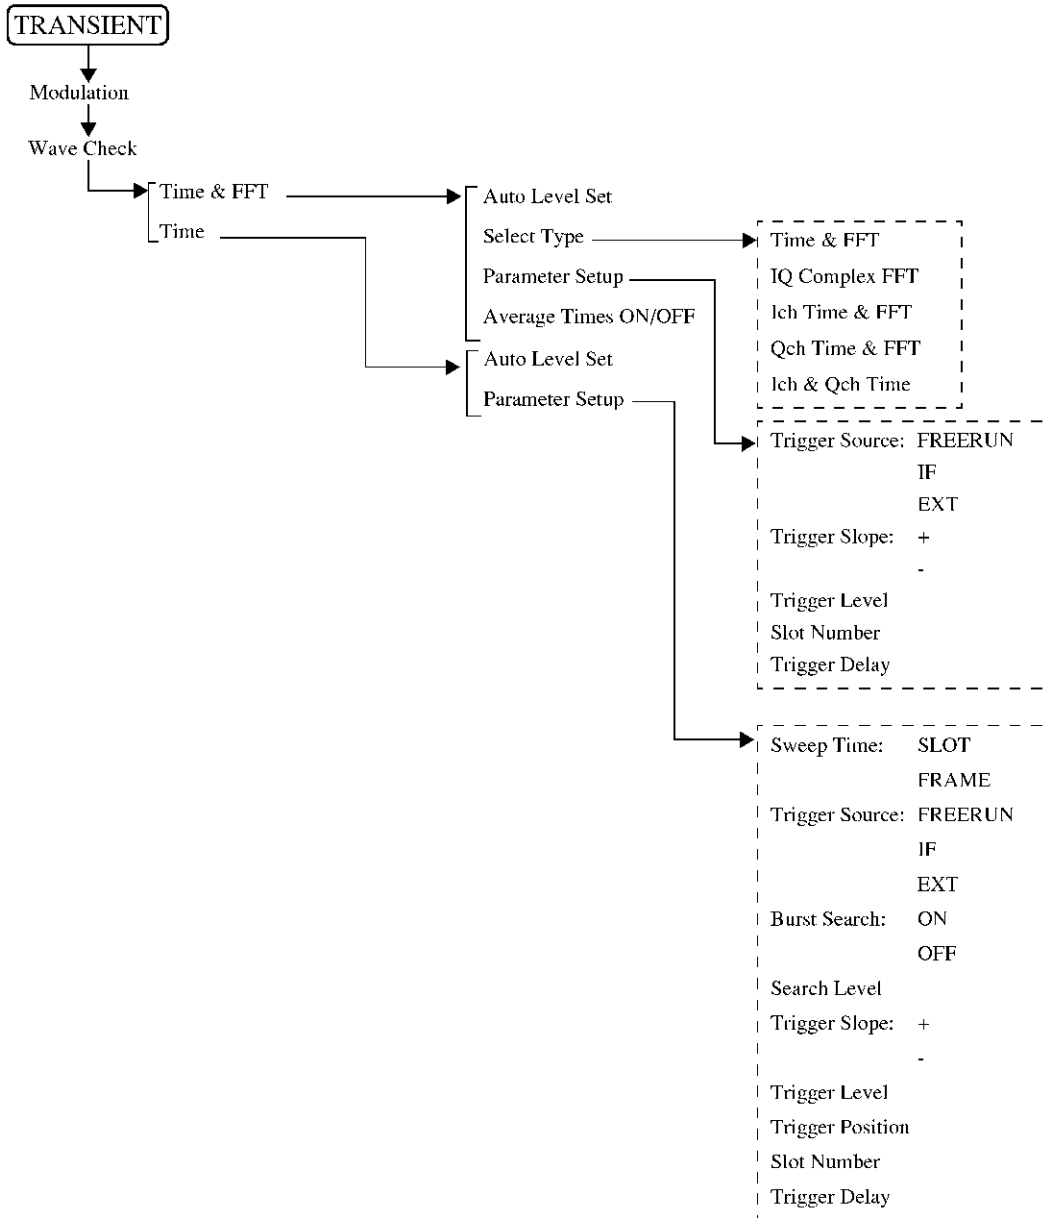 TRANSIENT
Modulation
Wave Check
Time & FFT
Time
Auto Level Set
Select Type
Parameter Setup
Average Times ON/OFF
Auto Level Set
Parameter Setup
Time & FFT
IQ Complex FFT
Ich Time & FFT
Qch Time & FFT
Ich & Qch Time
Trigger Source: FREERUN
IF
EXT
Trigger Slope: +
-
Trigger Level
Slot Number
Trigger Delay
Sweep Time: SLOT
FRAME
Trigger Source: FREERUN
IF
EXT
Burst Search: ON
OFF
Search Level
Trigger Slope: +
-
Trigger Level
Trigger Position
Slot Number
Trigger Delay